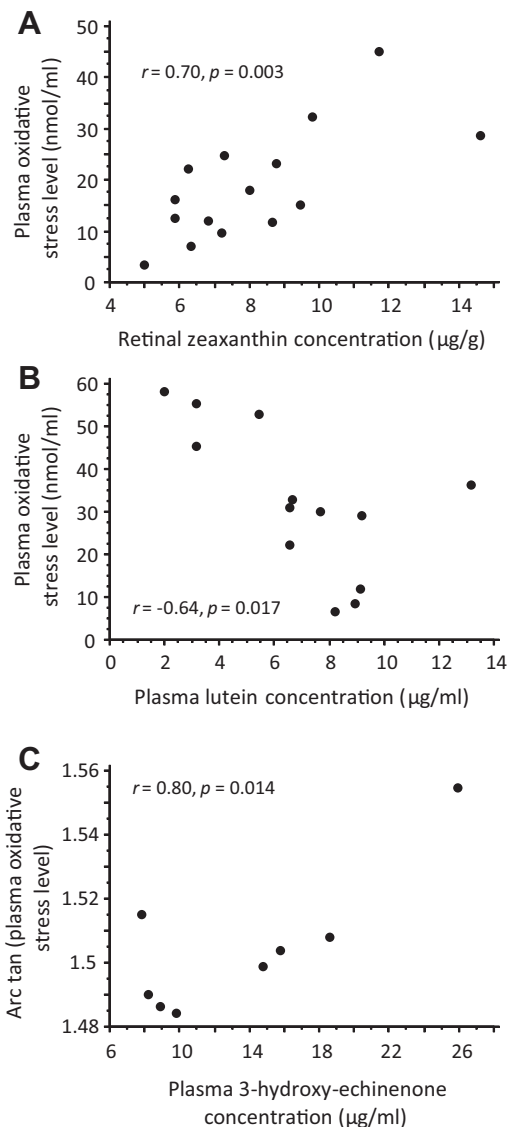 A
50
40
30
20
10
0
r = 0.70, p = 0.003
Plasma oxidative
stress level (nmol/ml)
4 6 8 10 12 14
Retinal zeaxanthin concentration (µg/g)
B
60
50
40
30
20
10
0
r = -0.64, p = 0.017
Plasma oxidative
stress level (nmol/ml)
0 2 4 6 8 10 12 14
Plasma lutein concentration (µg/ml)
C
1.56
1.54
1.52
1.5
1.48
r = 0.80, p = 0.014
Arc tan (plasma oxidative
stress level)
6 10 14 18 22 26
Plasma 3-hydroxy-echinenone
concentration (µg/ml)